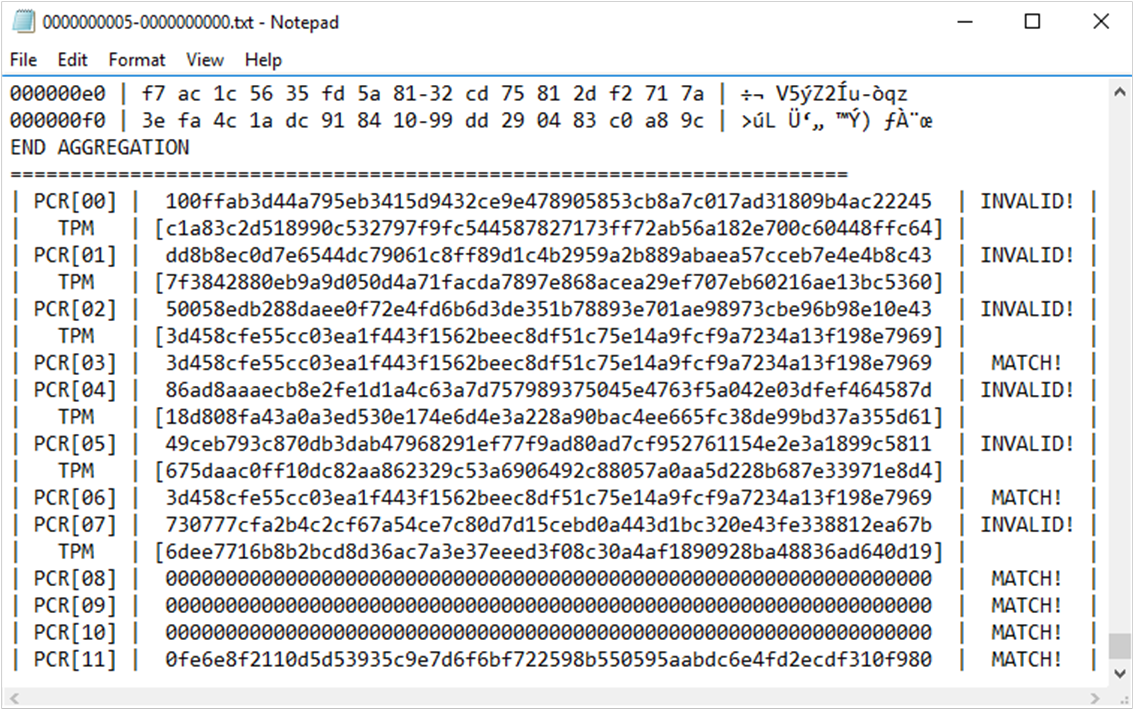 0000000005-0000000000.txt - Notepad
File Edit Format View Help
000000e0 | f7 ac 1c 56 35 fd 5a 81-32 cd 75 81 2d f2 71 7a | ÷¬ V5ýZ2Íu-òqz
000000f0 | 3e fa 4c 1a dc 91 84 10-99 dd 29 04 83 c0 a8 9c | >úL Ü‘„ ™Ý) ƒÀ¨œ
END AGGREGATION
======================================================================
| PCR[00] | 100ffab3d44a795eb3415d9432ce9e478905853cb8a7c017ad31809b4ac22245 | INVALID! |
| TPM | [c1a83c2d518990c532797f9fc544587827173ff72ab56a182e700c60448ffc64] | |
| PCR[01] | dd8b8ec0d7e6544dc79061c8ff89d1c4b2959a2b889abaea57cceb7e4e4b8c43 | INVALID! |
| TPM | [7f3842880eb9a9d050d4a71facda7897e868acea29ef707eb60216ae13bc5360] | |
| PCR[02] | 50058edb288daee0f72e4fd6b6d3de351b78893e701ae98973cbe96b98e10e43 | INVALID! |
| TPM | [3d458cfe55cc03ea1f443f1562beec8df51c75e14a9fcf9a7234a13f198e7969] | |
| PCR[03] | 3d458cfe55cc03ea1f443f1562beec8df51c75e14a9fcf9a7234a13f198e7969 | MATCH! |
| PCR[04] | 86ad8aaaecb8e2fe1d1a4c63a7d757989375045e4763f5a042e03dfef464587d | INVALID! |
| TPM | [18d808fa43a0a3ed530e174e6d4e3a228a90bac4ee665fc38de99bd37a355d61] | |
| PCR[05] | 49ceb793c870db3dab47968291ef77f9ad80ad7cf952761154e2e3a1899c5811 | INVALID! |
| TPM | [675daac0ff10dc82aa862329c53a6906492c88057a0aa5d228b687e33971e8d4] | |
| PCR[06] | 3d458cfe55cc03ea1f443f1562beec8df51c75e14a9fcf9a7234a13f198e7969 | MATCH! |
| PCR[07] | 730777cfa2b4c2cf67a54ce7c80d7d15cebd0a443d1bc320e43fe338812ea67b | INVALID! |
| TPM | [6dee7716b8b2bcd8d36ac7a3e37eeed3f08c30a4af1890928ba48836ad640d19] | |
| PCR[08] | 0000000000000000000000000000000000000000000000000000000000000000 | MATCH! |
| PCR[09] | 0000000000000000000000000000000000000000000000000000000000000000 | MATCH! |
| PCR[10] | 0000000000000000000000000000000000000000000000000000000000000000 | MATCH! |
| PCR[11] | 0fe6e8f2110d5d53935c9e7d6f6bf722598b550595aabdc6e4fd2ecdf310f980 | MATCH! |